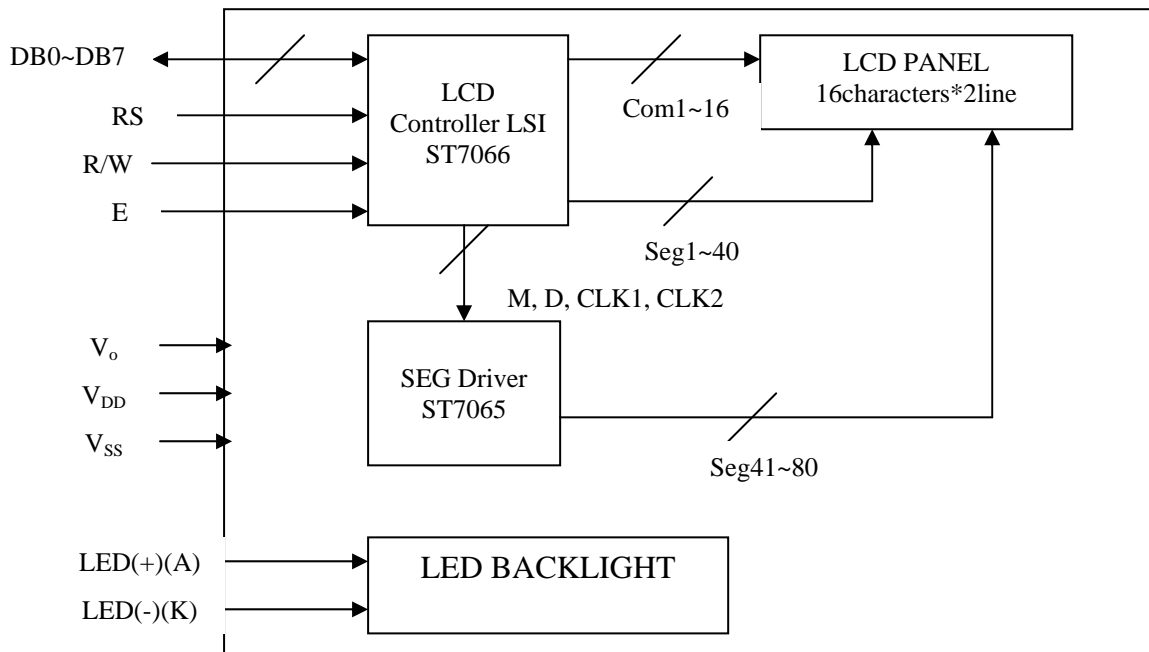 DB0~DB7
RS
R/W
E
LCD
Controller LSI
ST7066
Com1~16
LCD PANEL
16characters*2line
Seg1~40
M, D, CLK1, CLK2
Vo
VDD
VSS
SEG Driver
ST7065
Seg41~80
LED(+)(A)
LED(-)(K)
LED BACKLIGHT